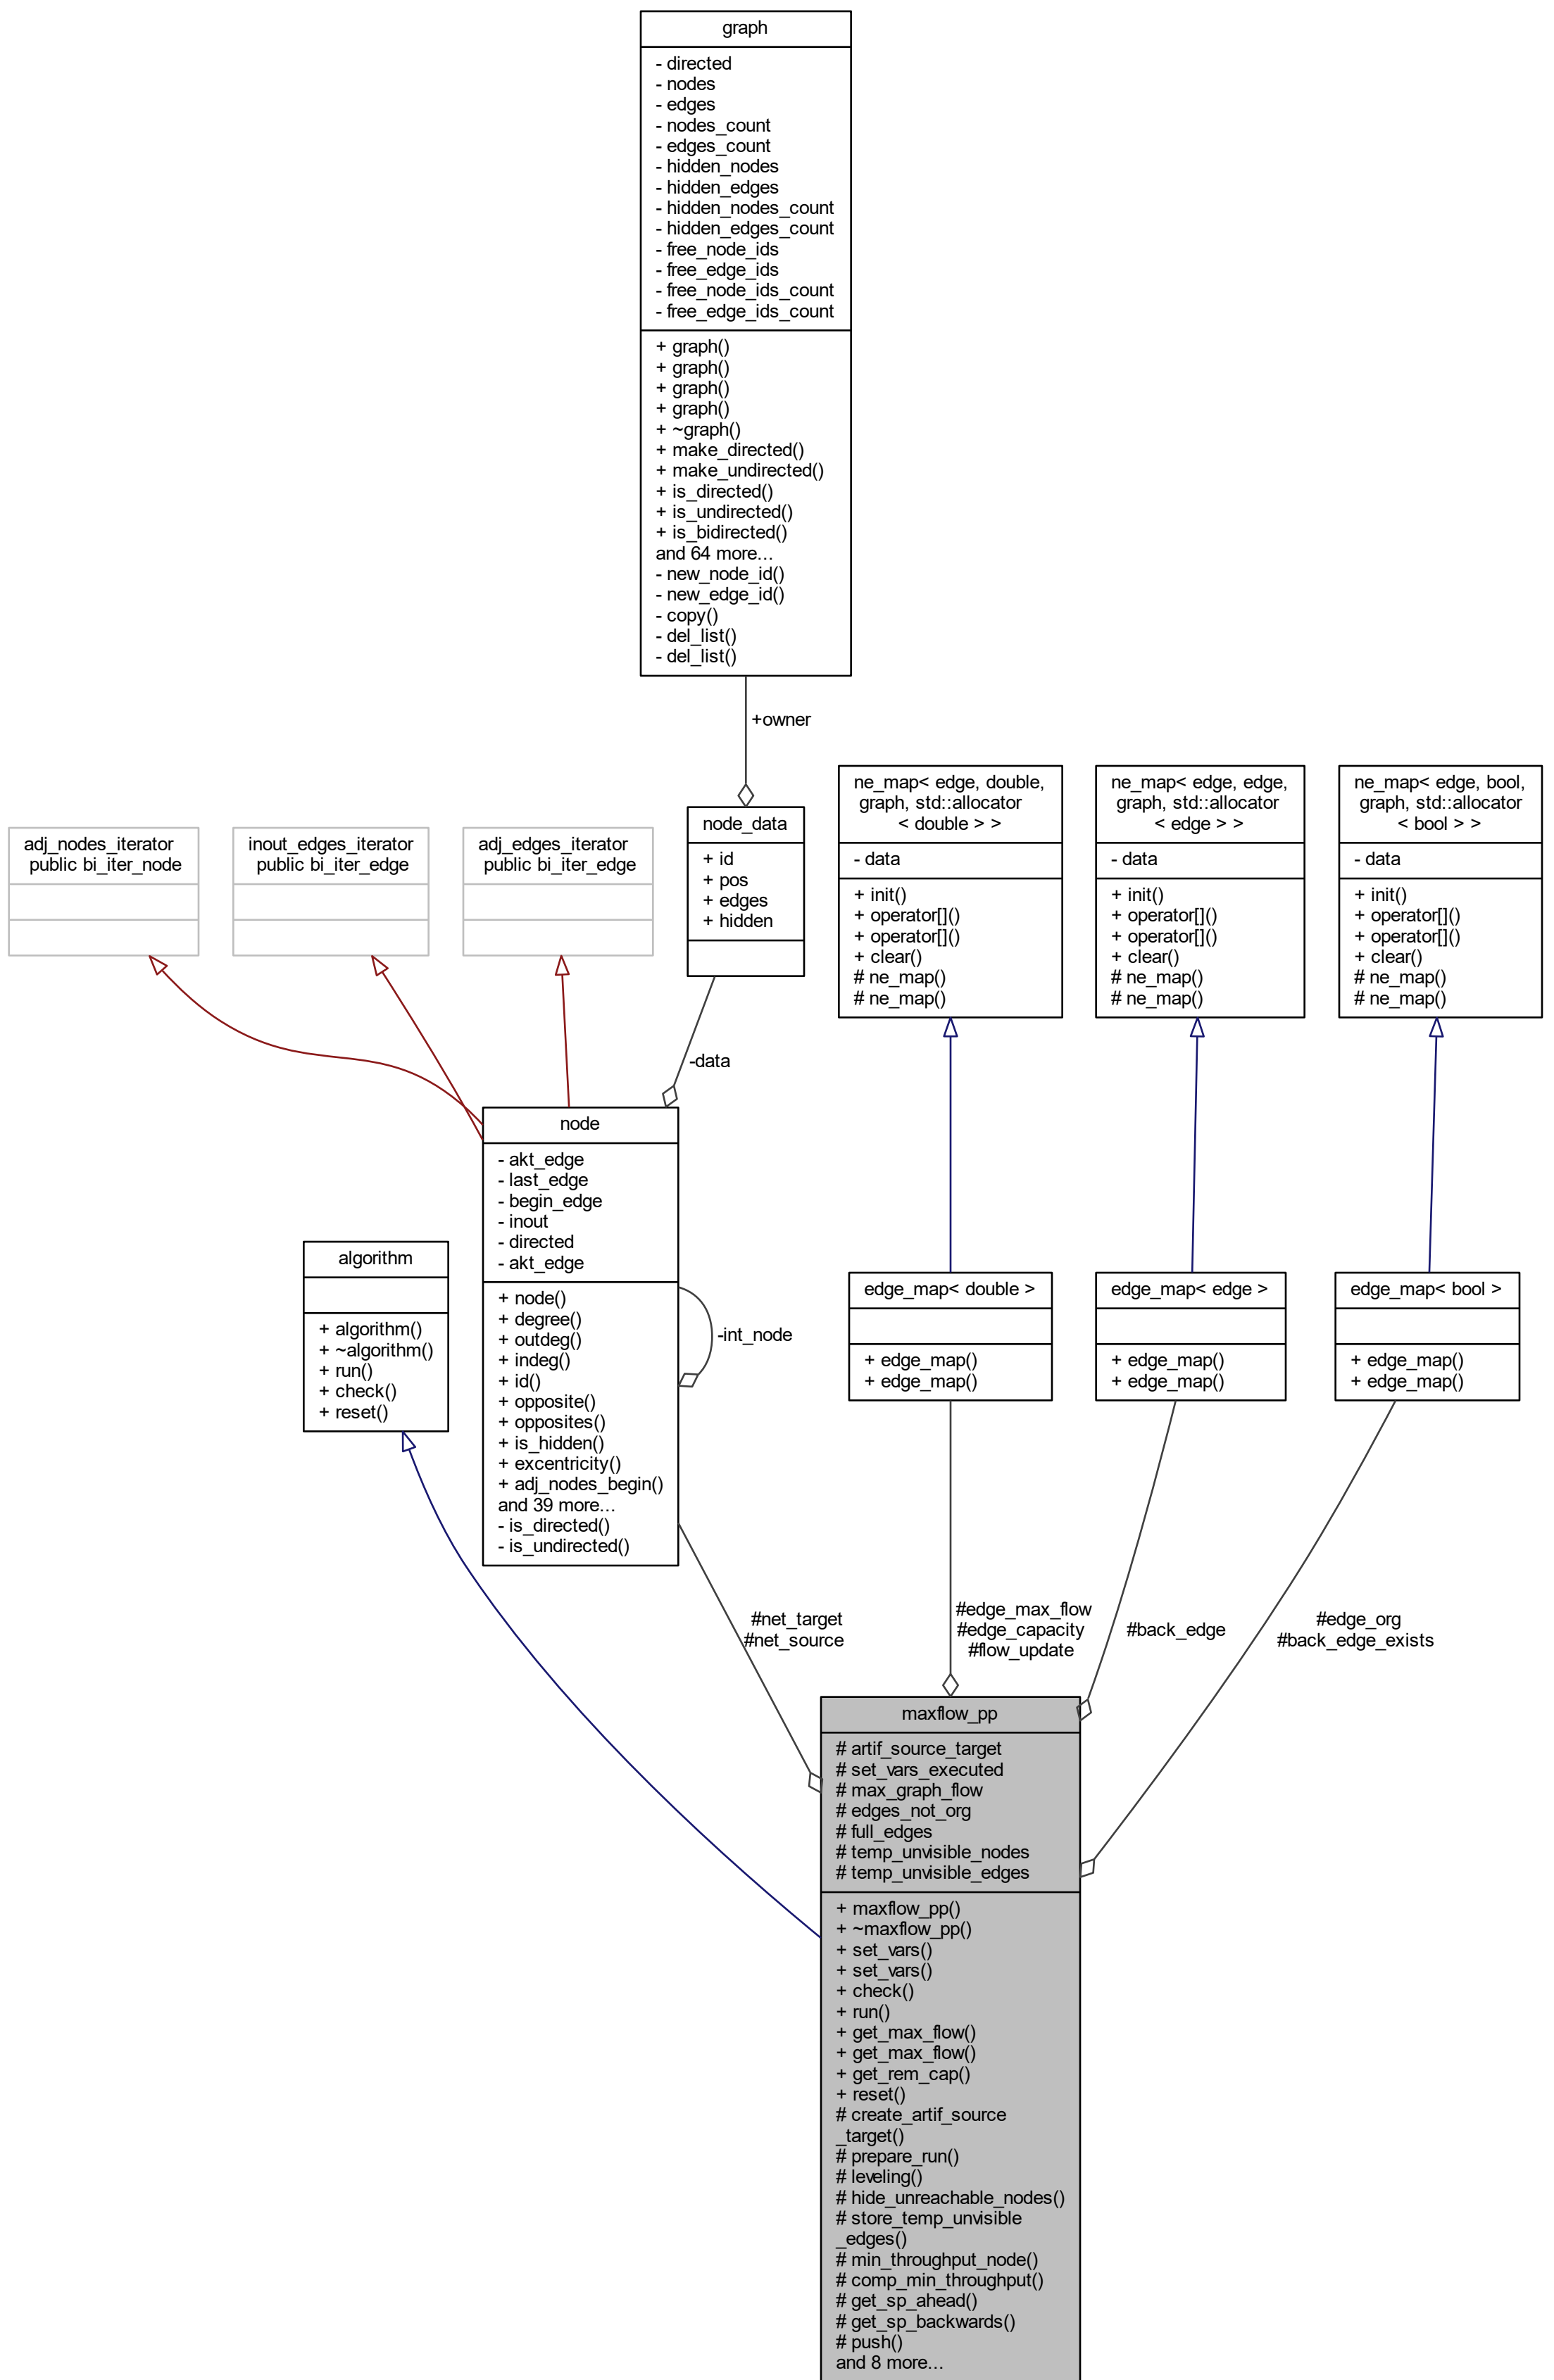 graph
- directed
- nodes
- edges
- nodes_count
- edges_count
- hidden_nodes
- hidden_edges
- hidden_nodes_count
- hidden_edges_count
- free_node_ids
- free_edge_ids
- free_node_ids_count
- free_edge_ids_count
+ graph()
+ graph()
+ graph()
+ graph()
+ ~graph()
+ make_directed()
+ make_undirected()
+ is_directed()
+ is_undirected()
+ is_bidirected()
and 64 more...
- new_node_id()
- new_edge_id()
- copy()
- del_list()
- del_list()
+owner
adj_nodes_iterator
public bi_iter_node
inout_edges_iterator
public bi_iter_edge
adj_edges_iterator
public bi_iter_edge
node_data
+ id
+ pos
+ edges
+ hidden
ne_map< edge, double,
graph, std::allocator
< double > >
- data
+ init()
+ operator[]()
+ operator[]()
+ clear()
# ne_map()
# ne_map()
ne_map< edge, edge,
graph, std::allocator
< edge > >
- data
+ init()
+ operator[]()
+ operator[]()
+ clear()
# ne_map()
# ne_map()
ne_map< edge, bool,
graph, std::allocator
< bool > >
- data
+ init()
+ operator[]()
+ operator[]()
+ clear()
# ne_map()
# ne_map()
-data
node
- akt_edge
- last_edge
- begin_edge
- inout
- directed
- akt_edge
+ node()
+ degree()
+ outdeg()
+ indeg()
+ id()
+ opposite()
+ opposites()
+ is_hidden()
+ excentricity()
+ adj_nodes_begin()
and 39 more...
- is_directed()
- is_undirected()
-int_node
algorithm
+ algorithm()
+ ~algorithm()
+ run()
+ check()
+ reset()
edge_map< double >
+ edge_map()
+ edge_map()
edge_map< edge >
+ edge_map()
+ edge_map()
edge_map< bool >
+ edge_map()
+ edge_map()
#net_target
#net_source
#edge_max_flow
#edge_capacity
#flow_update
#back_edge
#edge_org
#back_edge_exists
maxflow_pp
# artif_source_target
# set_vars_executed
# max_graph_flow
# edges_not_org
# full_edges
# temp_unvisible_nodes
# temp_unvisible_edges
+ maxflow_pp()
+ ~maxflow_pp()
+ set_vars()
+ set_vars()
+ check()
+ run()
+ get_max_flow()
+ get_max_flow()
+ get_rem_cap()
+ reset()
# create_artif_source
_target()
# prepare_run()
# leveling()
# hide_unreachable_nodes()
# store_temp_unvisible
_edges()
# min_throughput_node()
# comp_min_throughput()
# get_sp_ahead()
# get_sp_backwards()
# push()
and 8 more...